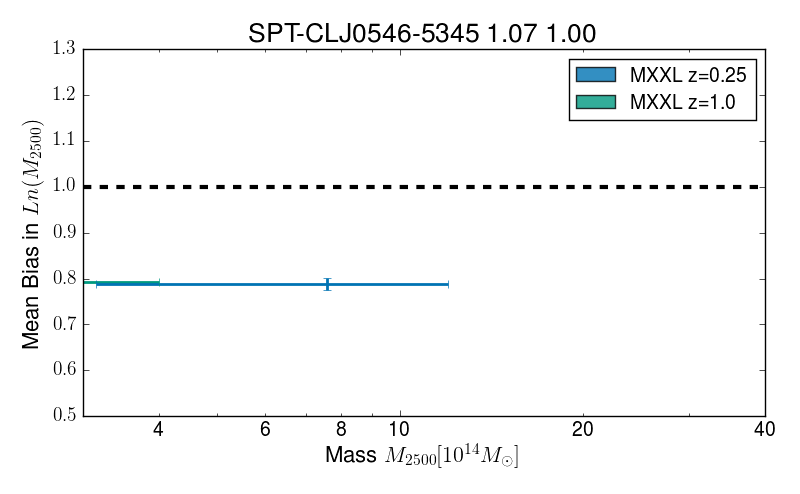 SPT-CLJ0546-5345 1.07 1.00
MXXL z=0.25
MXXL z=1.0
Mean Bias in Ln(M₂₅₀₀)
1.3
1.2
1.1
1.0
0.9
0.8
0.7
0.6
0.5
4 6 8 10 20 40
Mass M₂₅₀₀[10¹⁴M⊙]